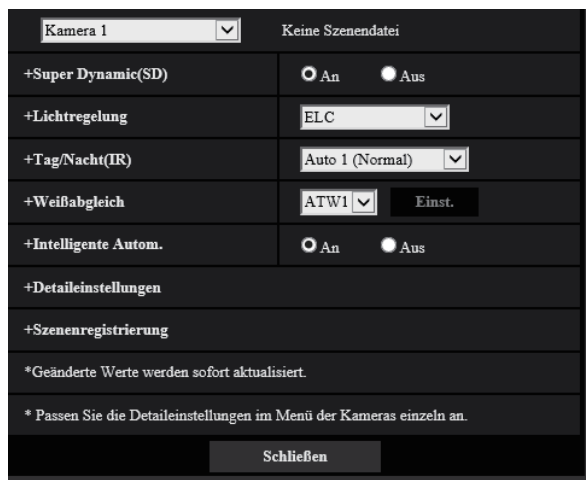 Kamera 1 Keine Szenendatei
+Super Dynamic(SD) An Aus
+Lichtregelung ELC
+Tag/Nacht(IR) Auto 1 (Normal)
+Weißabgleich ATW1 Einst.
+Intelligente Autom. An Aus
+Detaileinstellungen
+Szenenregistrierung
*Geänderte Werte werden sofort aktualisiert.
* Passen Sie die Detaileinstellungen im Menü der Kameras einzeln an.
Schließen